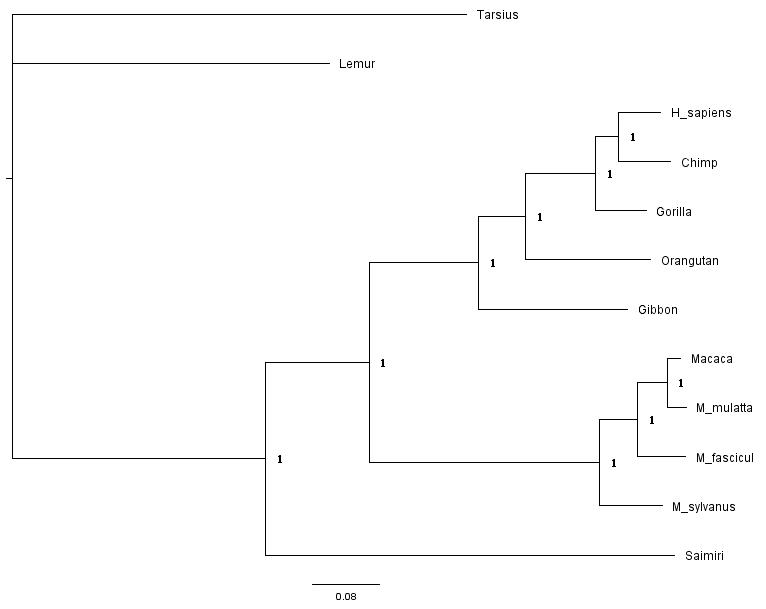 Tarsius
Lemur
H_sapiens
1
Chimp
1
Gorilla
1
Orangutan
1
Gibbon
Macaca
1
1
M_mulatta
1
M_fascicul
1
1
M_sylvanus
Saimiri
0.08